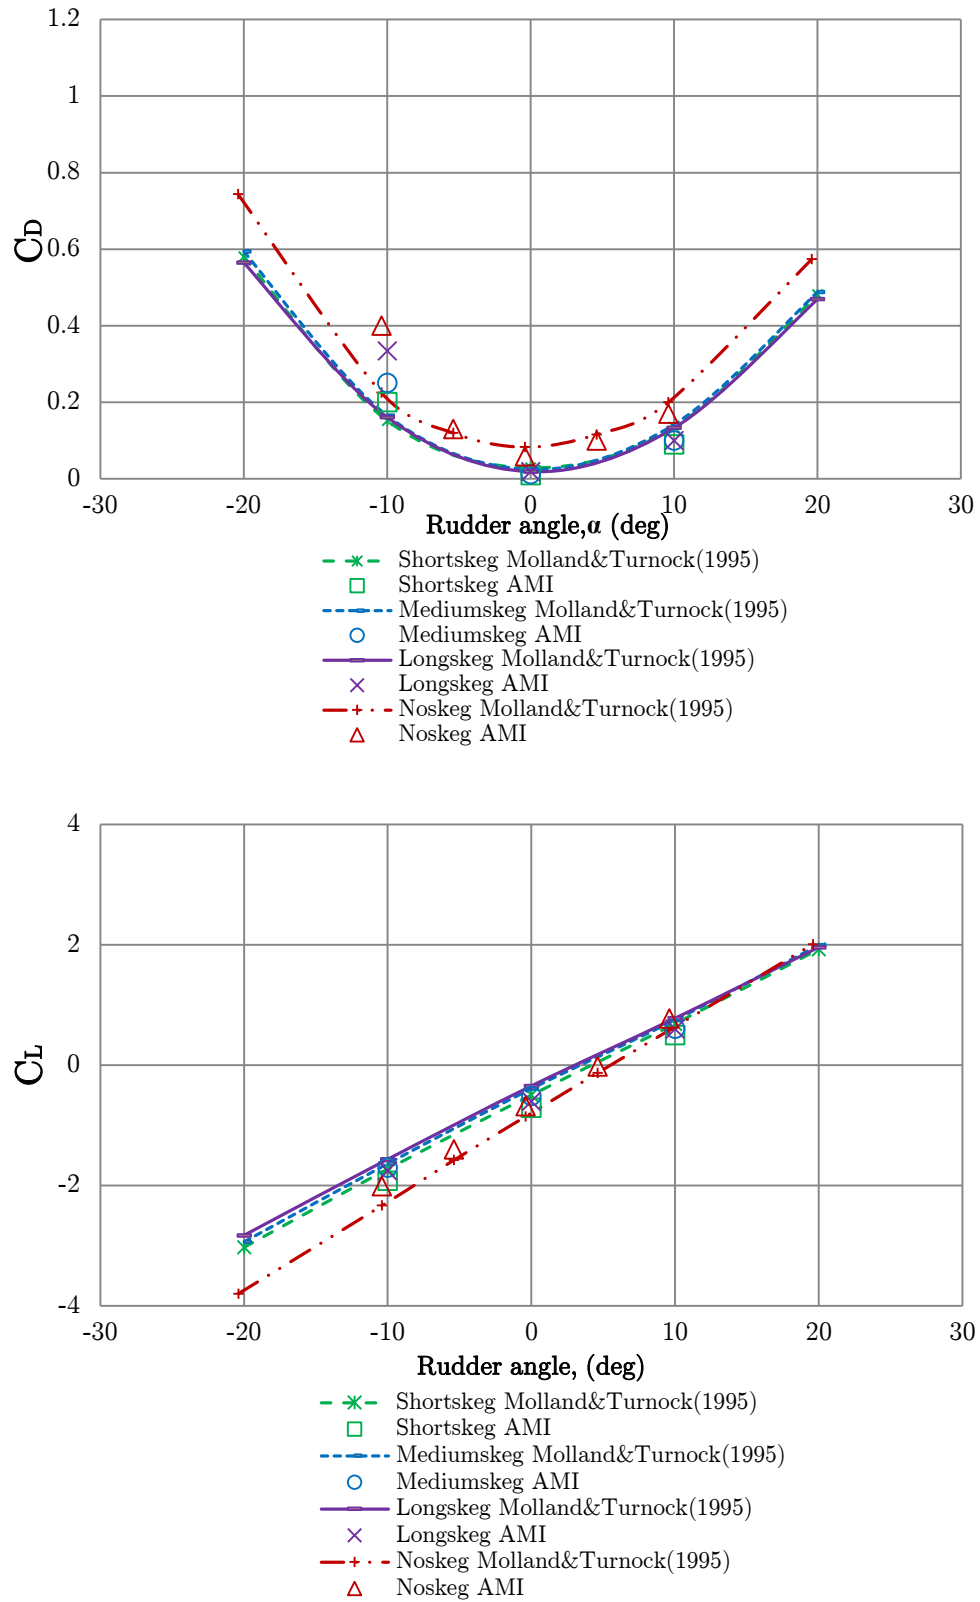 1.2
1
0.8
0.6
0.4
0.2
0
CD
-30 -20 -10 0 10 20 30
Rudder angle,α (deg)
Shortskeg Molland&Turnock(1995)
Shortskeg AMI
Mediumskeg Molland&Turnock(1995)
Mediumskeg AMI
Longskeg Molland&Turnock(1995)
Longskeg AMI
Noskeg Molland&Turnock(1995)
Noskeg AMI
4
2
0
-2
-4
CL
-30 -20 -10 0 10 20 30
Rudder angle, (deg)
Shortskeg Molland&Turnock(1995)
Shortskeg AMI
Mediumskeg Molland&Turnock(1995)
Mediumskeg AMI
Longskeg Molland&Turnock(1995)
Longskeg AMI
Noskeg Molland&Turnock(1995)
Noskeg AMI